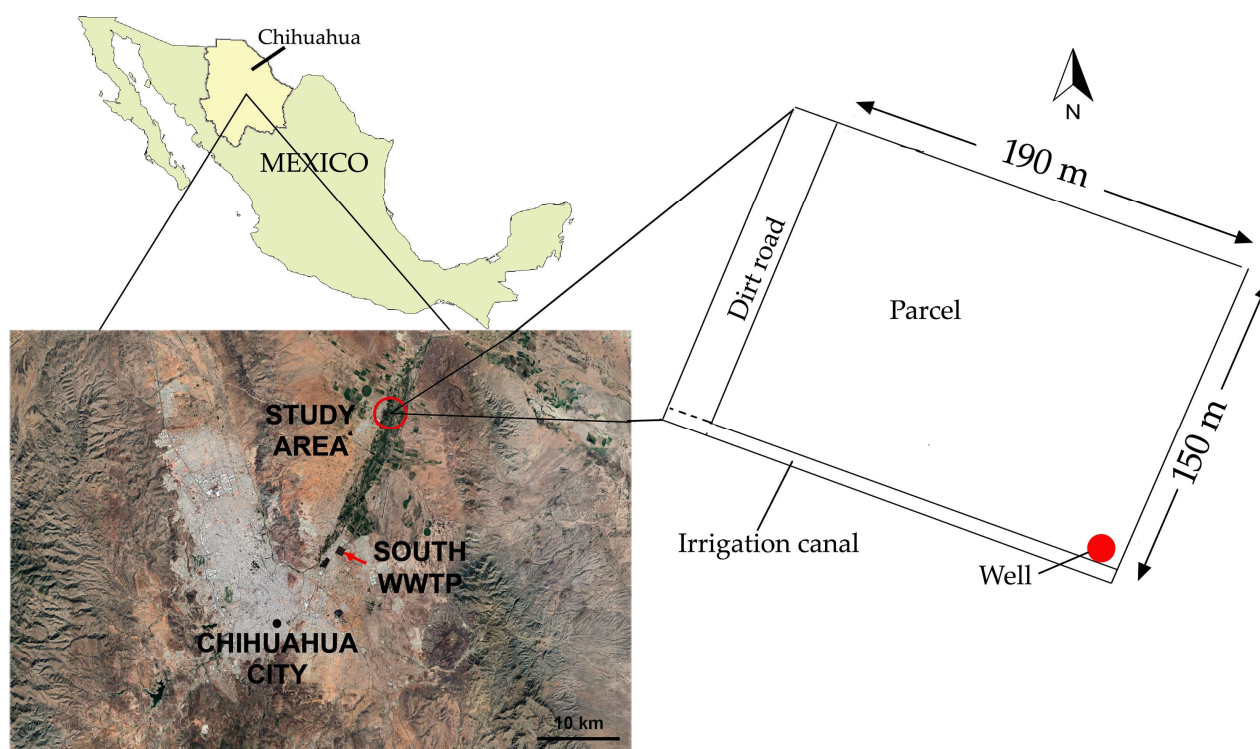 Chihuahua
MEXICO
N
190 m
Dirt road
Parcel
150 m
Irrigation canal
Well
STUDY
AREA
SOUTH
WWTP
CHIHUAHUA
CITY
10 km